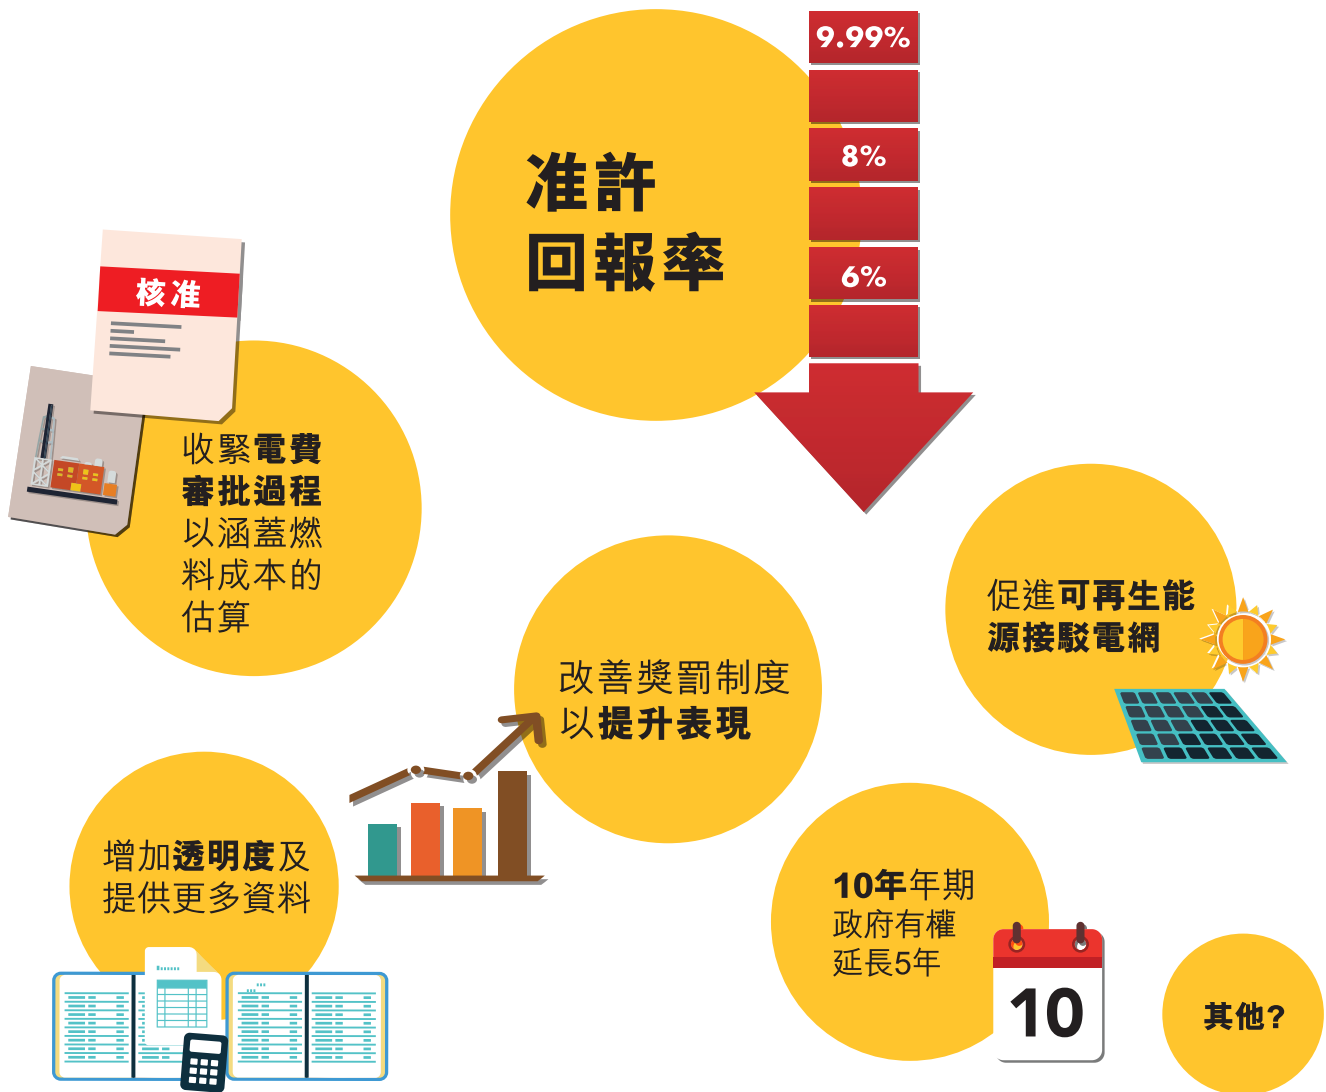 准許
回報率
9.99%
8%
6%
核准
收緊電費
審批過程
以涵蓋燃
料成本的
估算
改善獎罰制度
以提升表現
促進可再生能
源接駁電網
增加透明度及
提供更多資料
10年年期
政府有權
延長5年
10
其他?